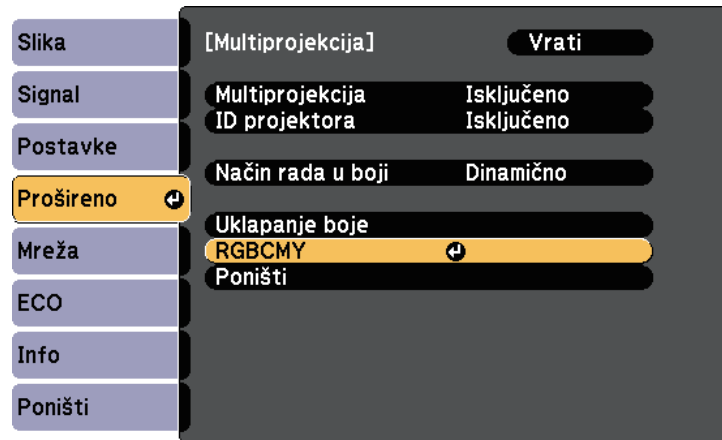 Slika
Signal
Postavke
Prošireno
Mreža
ECO
Info
Poništi
[Multiprojekcija] Vrati
Multiprojekcija Isključeno
ID projektora Isključeno
Način rada u boji Dinamično
Uklapanje boje
RGBCMY
Poništi